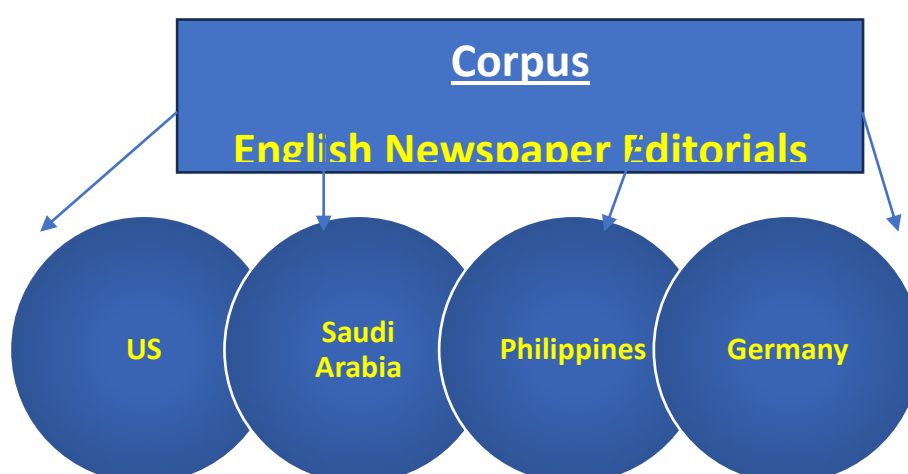 Corpus
English Newspaper Editorials
US
Saudi
Arabia
Philippines
Germany